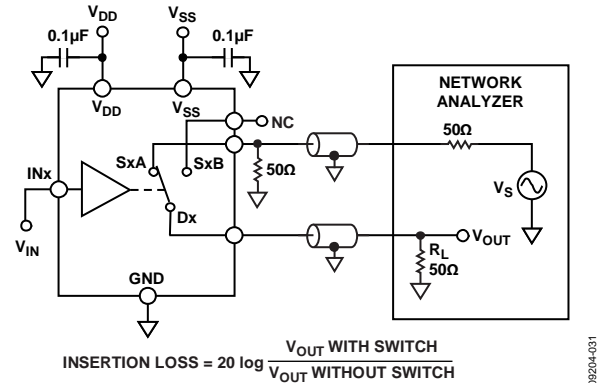 VDD
VSS
0.1µF
0.1µF
VDD
VSS
NC
NETWORK
ANALYZER
50Ω
SxA
SxB
50Ω
INx
VS
Dx
VOUT
VIN
RL
50Ω
GND
INSERTION LOSS = 20 log VOUT WITH SWITCH
VOUT WITHOUT SWITCH
09204-031